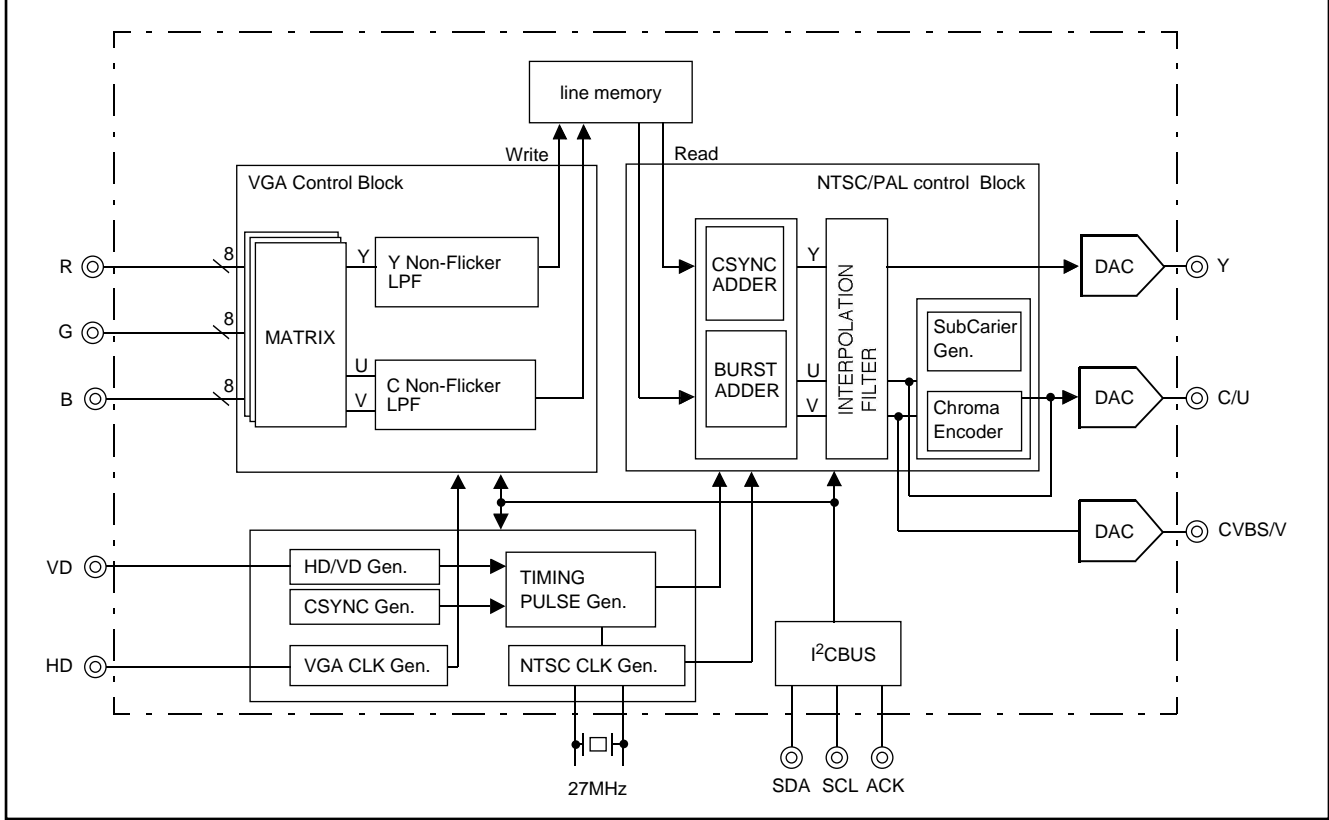 line memory
Write
Read
VGA Control Block
NTSC/PAL control Block
R
8
G
8
B
8
MATRIX
Y
U
V
Y Non-Flicker
LPF
C Non-Flicker
LPF
CSYNC
ADDER
BURST
ADDER
Y
U
V
INTERPOLATION
FILTER
SubCarier
Gen.
Chroma
Encoder
DAC
Y
DAC
C/U
DAC
CVBS/V
VD
HD
HD/VD Gen.
CSYNC Gen.
VGA CLK Gen.
TIMING
PULSE Gen.
NTSC CLK Gen.
I²CBUS
27MHz
SDA
SCL
ACK